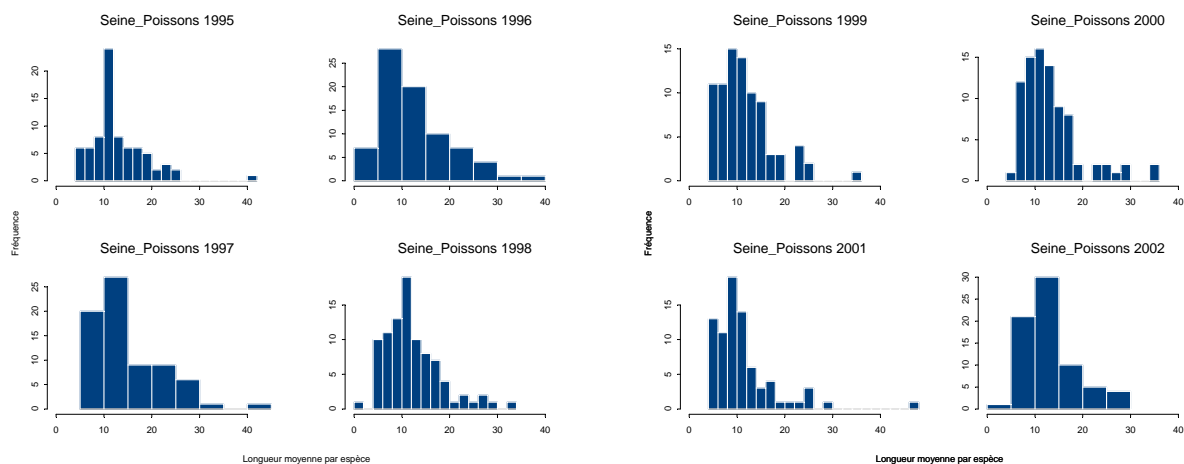 Seine_Poissons 1995
20
15
10
5
0
0 10 20 30 40
Seine_Poissons 1996
25
20
15
10
5
0
0 10 20 30 40
Fréquence
Seine_Poissons 1997
25
20
15
10
5
0
0 10 20 30 40
Seine_Poissons 1998
15
10
5
0
0 10 20 30 40
Longueur moyenne par espèce
Seine_Poissons 1999
15
10
5
0
0 10 20 30 40
Seine_Poissons 2000
15
10
5
0
0 10 20 30 40
Fréquence
Seine_Poissons 2001
15
10
5
0
0 10 20 30 40
Seine_Poissons 2002
30
25
20
15
10
5
0
0 10 20 30 40
Longueur moyenne par espèce